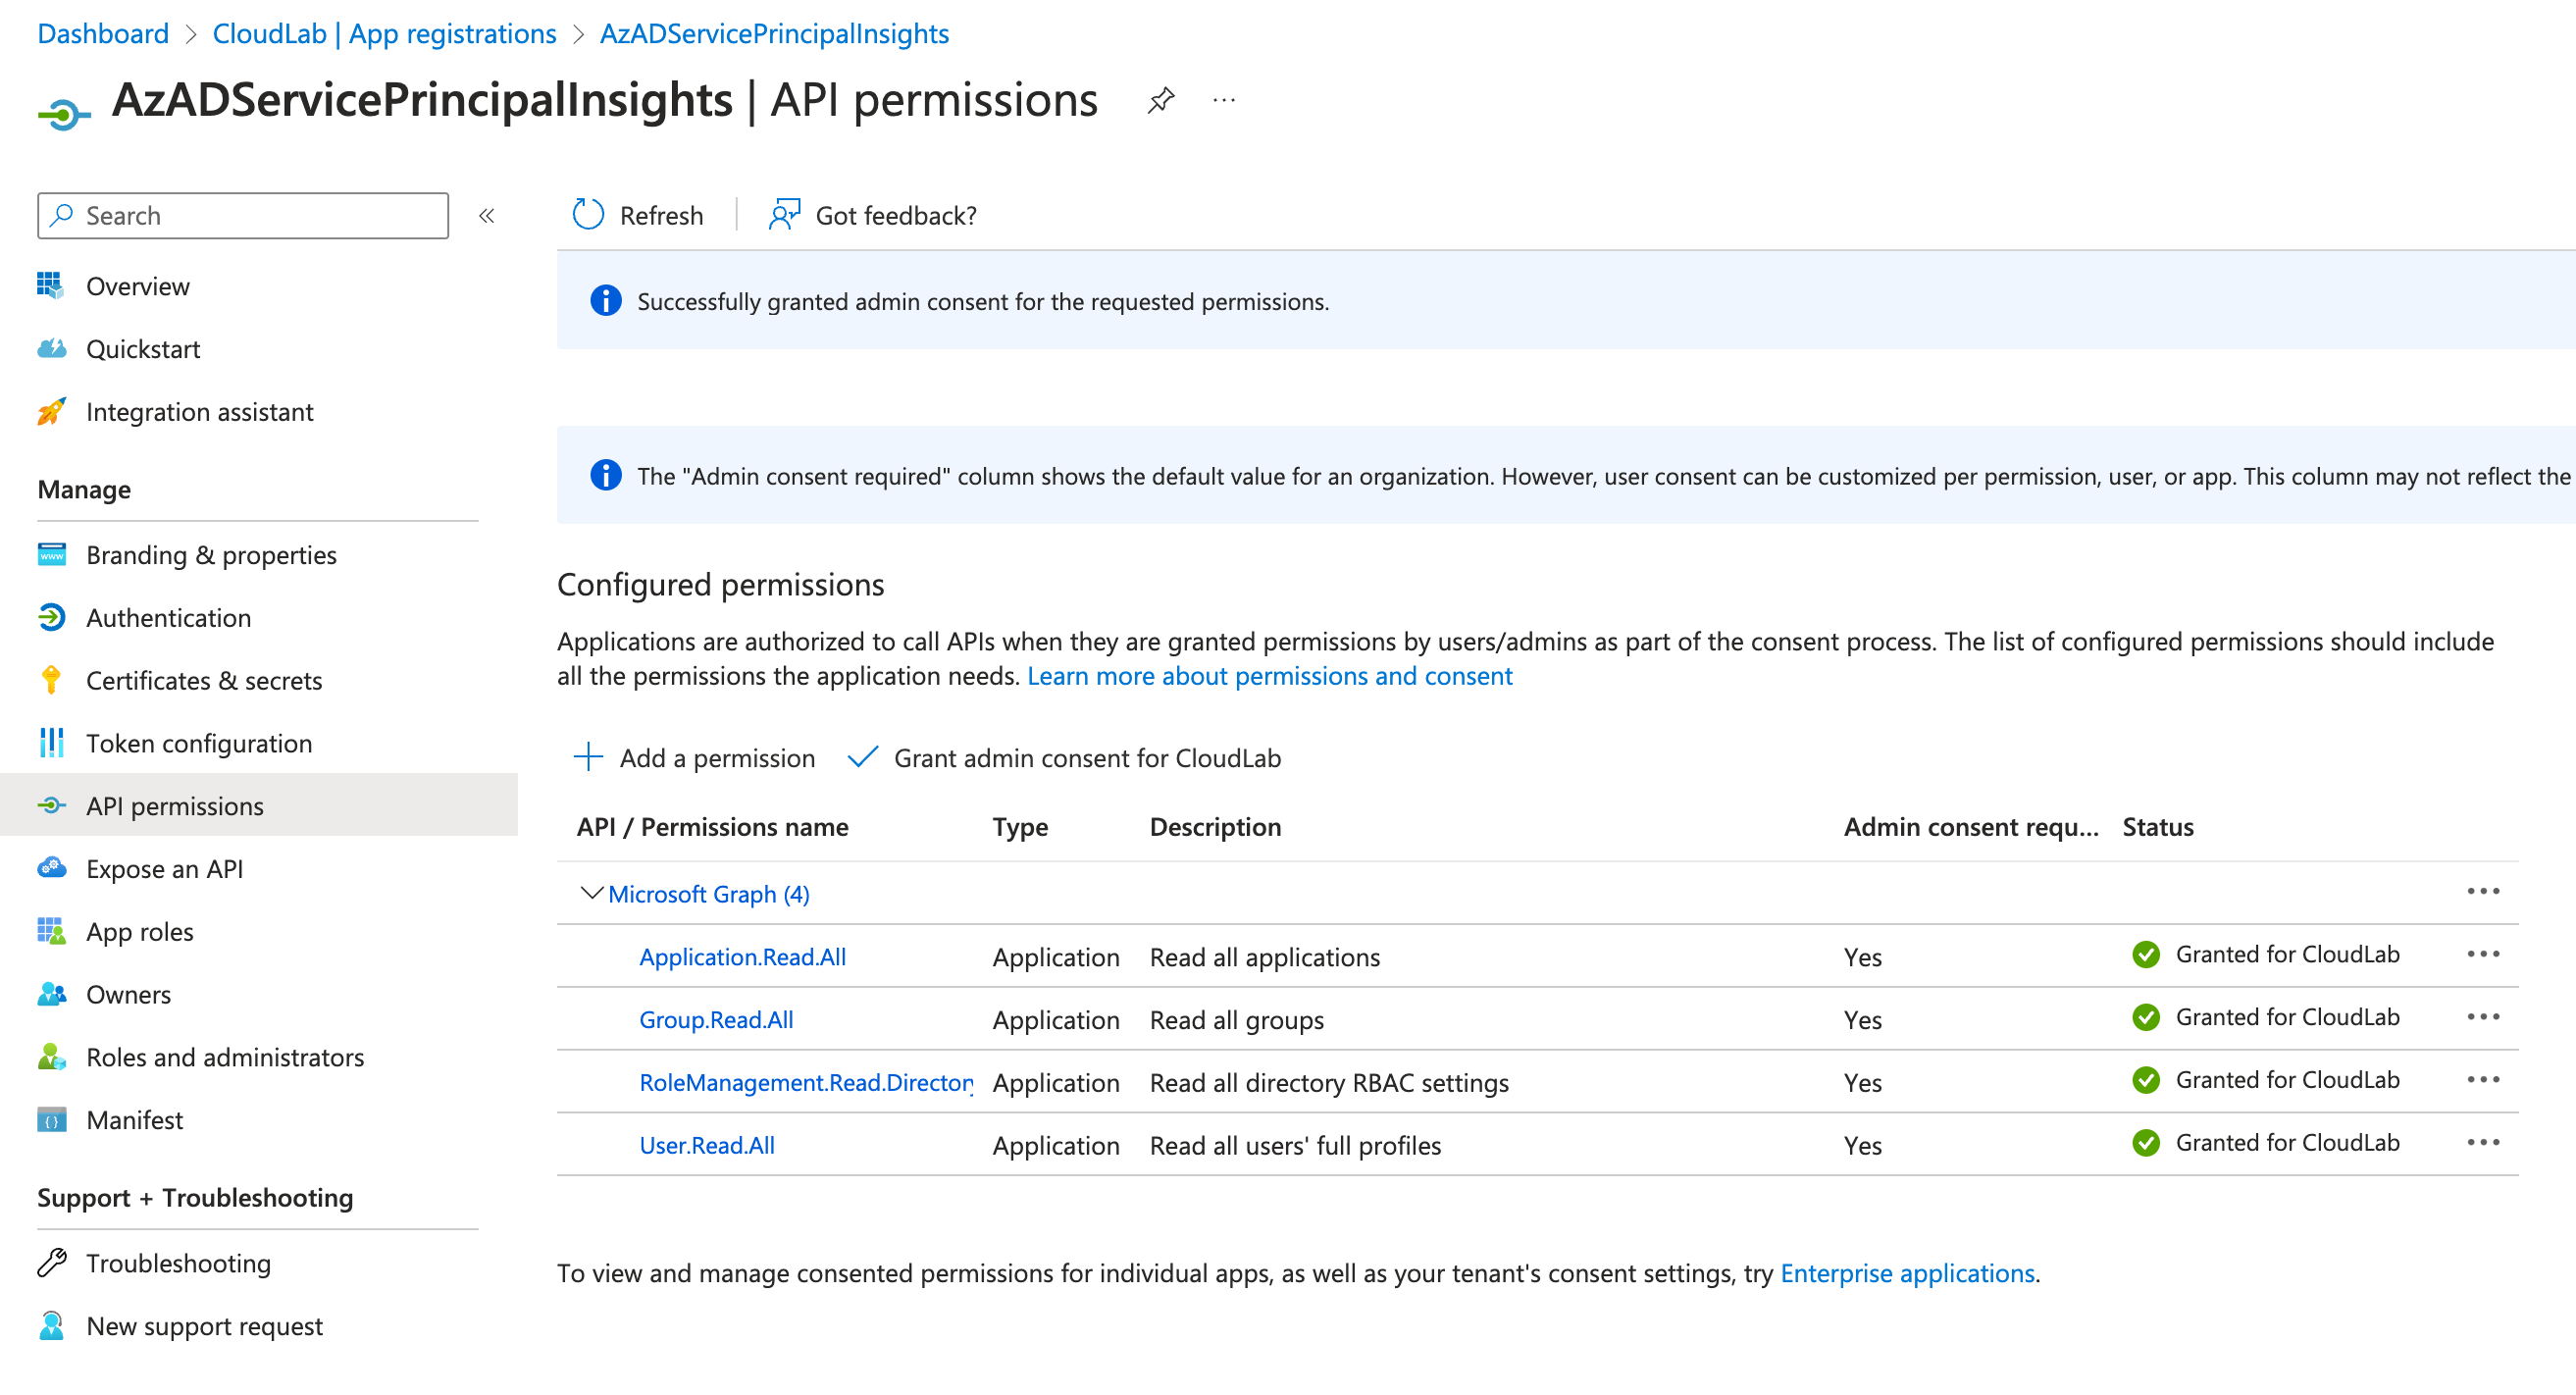 Dashboard > CloudLab | App registrations > AzADServicePrincipalInsights
AzADServicePrincipalInsights | API permissions
Search
Refresh
Got feedback?
Overview
Quickstart
Integration assistant
Manage
Branding & properties
Authentication
Certificates & secrets
Token configuration
API permissions
Expose an API
App roles
Owners
Roles and administrators
Manifest
Support + Troubleshooting
Troubleshooting
New support request
Successfully granted admin consent for the requested permissions.
The "Admin consent required" column shows the default value for an organization. However, user consent can be customized per permission, user, or app. This column may not reflect the
Configured permissions
Applications are authorized to call APIs when they are granted permissions by users/admins as part of the consent process. The list of configured permissions should include
all the permissions the application needs. Learn more about permissions and consent
Add a permission Grant admin consent for CloudLab
API / Permissions name Type Description Admin consent requ... Status
Microsoft Graph (4)
Application.Read.All Application Read all applications Yes Granted for CloudLab
Group.Read.All Application Read all groups Yes Granted for CloudLab
RoleManagement.Read.Directory Application Read all directory RBAC settings Yes Granted for CloudLab
User.Read.All Application Read all users' full profiles Yes Granted for CloudLab
To view and manage consented permissions for individual apps, as well as your tenant's consent settings, try Enterprise applications.